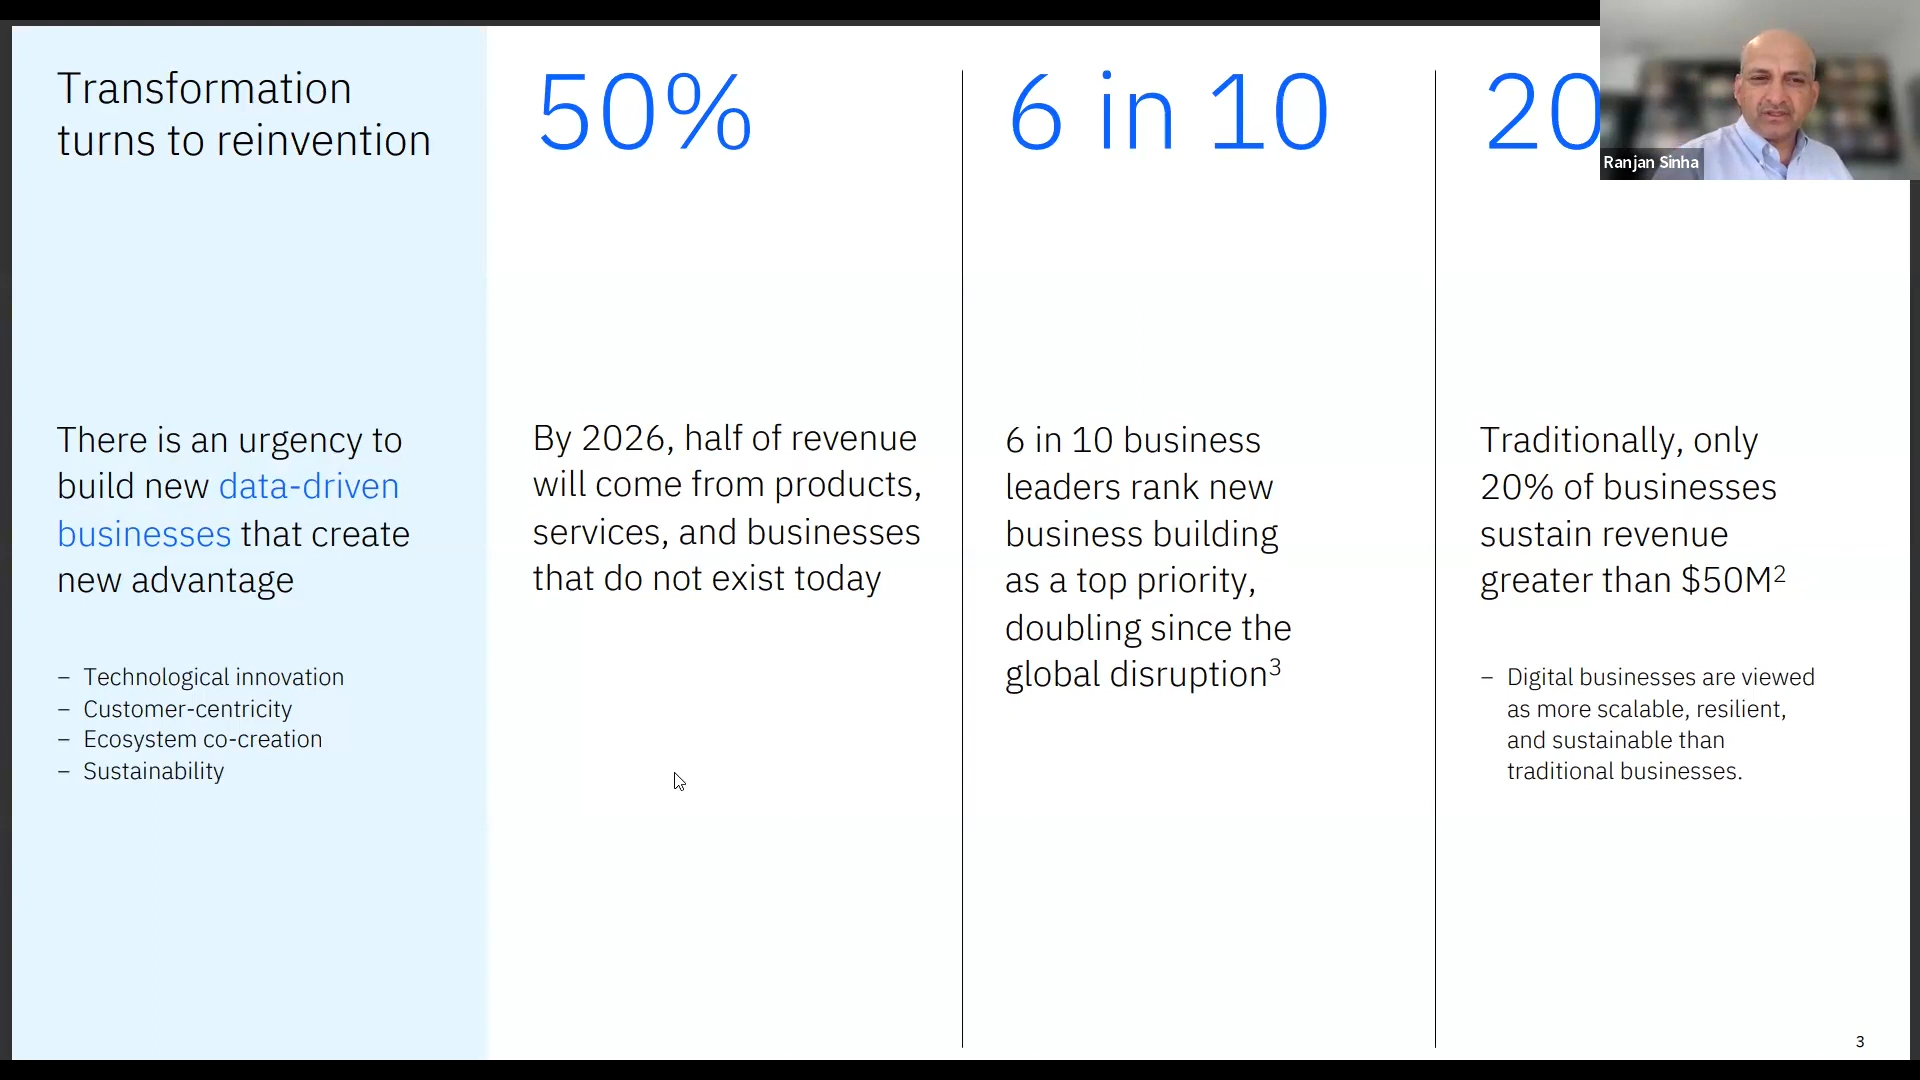 Transformation
turns to reinvention
There is an urgency to
build new data-driven
businesses that create
new advantage
– Technological innovation
– Customer-centricity
– Ecosystem co-creation
– Sustainability
50%
By 2026, half of revenue
will come from products,
services, and businesses
that do not exist today
6 in 10
6 in 10 business
leaders rank new
business building
as a top priority,
doubling since the
global disruption³
20
Traditionally, only
20% of businesses
sustain revenue
greater than $50M²
– Digital businesses are viewed
as more scalable, resilient,
and sustainable than
traditional businesses.
Ranjan Sinha
3